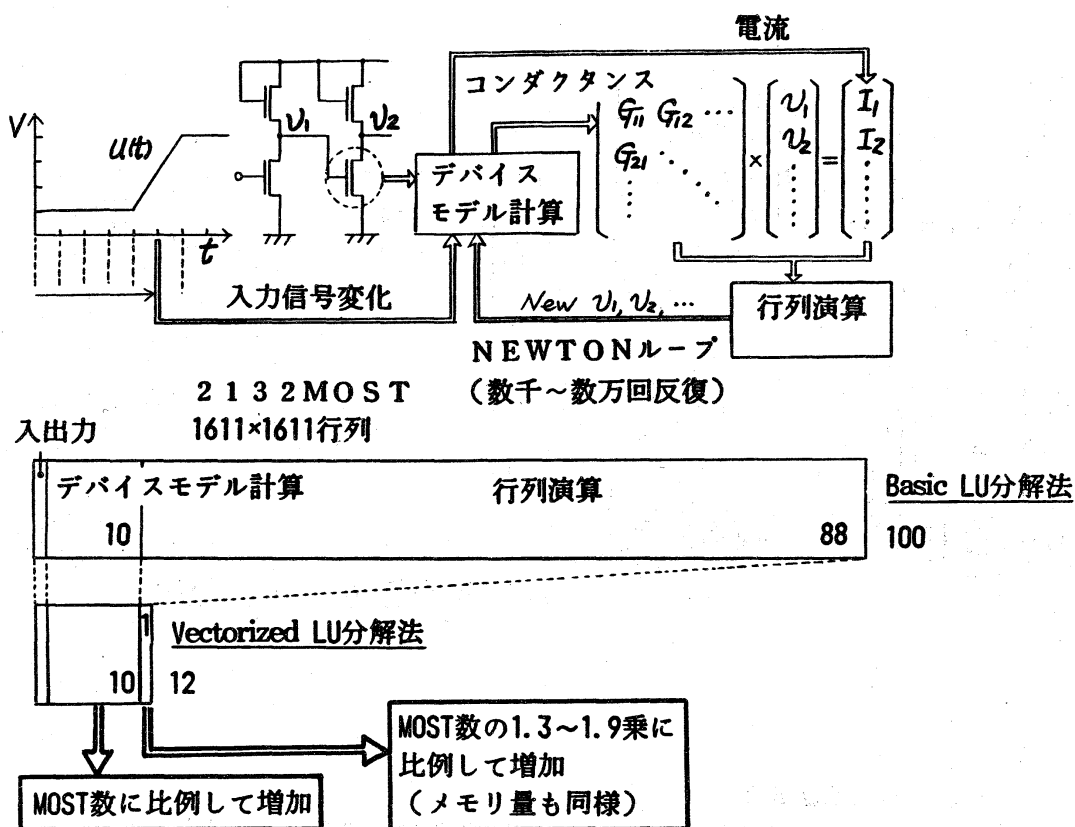 電流
コンダクタンス
V
U(t)
t
υ₁
υ₂
デバイス
モデル計算
G₁₁ G₁₂ …
G₂₁
×
υ₁
υ₂
=
I₁
I₂
入力信号変化
New υ₁, υ₂, …
行列演算
NEWTONループ
(数千~数万回反復)
2132MOST
1611×1611行列
入出力
デバイスモデル計算
行列演算
10
88
Basic LU分解法
100
1
10
Vectorized LU分解法
12
MOST数の1.3~1.9乗に
比例して増加
(メモリ量も同様)
MOST数に比例して増加